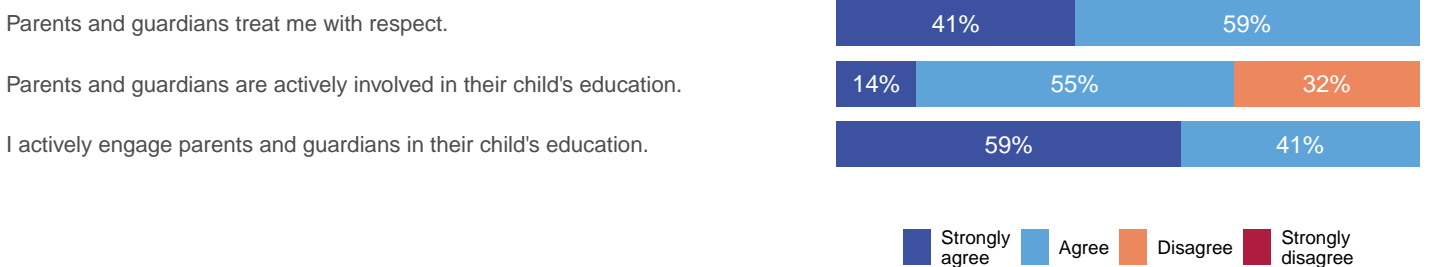 Parents and guardians treat me with respect.
41% 59%
Parents and guardians are actively involved in their child's education.
14% 55% 32%
I actively engage parents and guardians in their child's education.
59% 41%
Strongly agree
Agree
Disagree
Strongly disagree